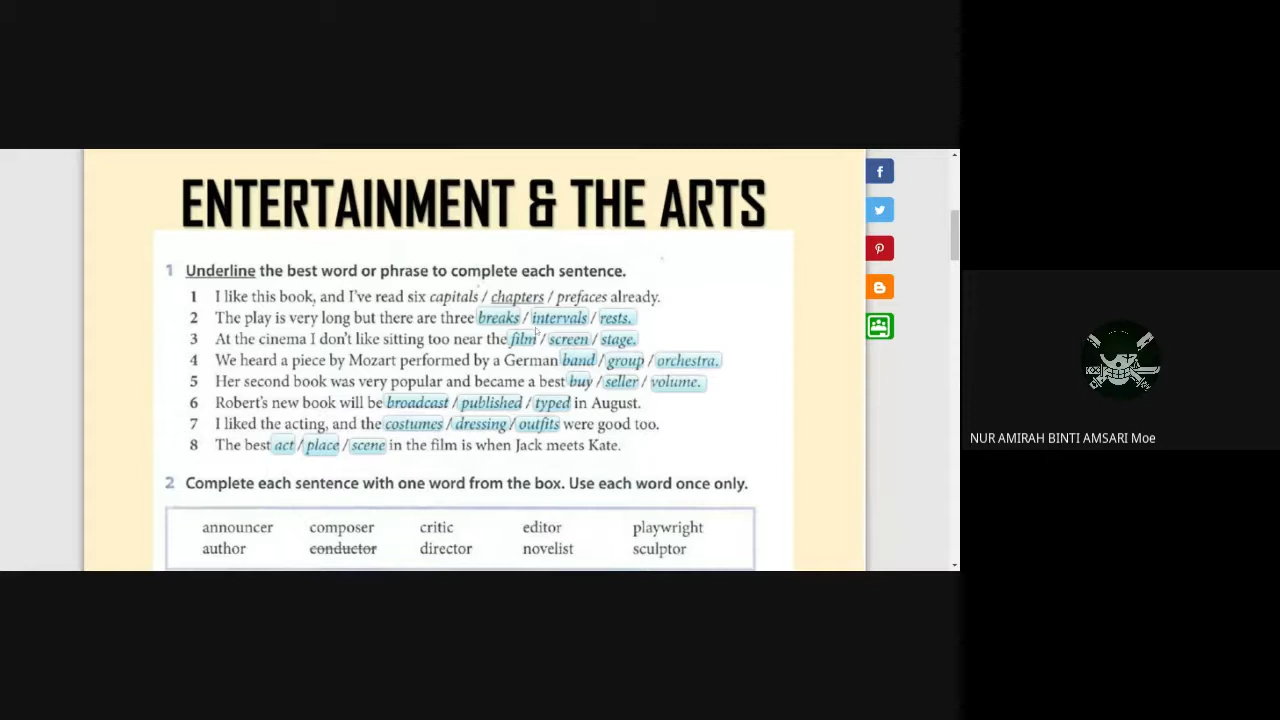 ENTERTAINMENT & THE ARTS
1 Underline the best word or phrase to complete each sentence.
1 I like this book, and I've read six capitals / chapters / prefaces already.
2 The play is very long but there are three breaks / intervals / rests.
3 At the cinema I don't like sitting too near the film / screen / stage.
4 We heard a piece by Mozart performed by a German band / group / orchestra.
5 Her second book was very popular and became a best buy / seller / volume.
6 Robert's new book will be broadcast / published / typed in August.
7 I liked the acting, and the costumes / dressing / outfits were good too.
8 The best act / place / scene in the film is when Jack meets Kate.
2 Complete each sentence with one word from the box. Use each word once only.
announcer composer critic editor playwright
author conductor director novelist sculptor
NUR AMIRAH BINTI AMSARI Moe